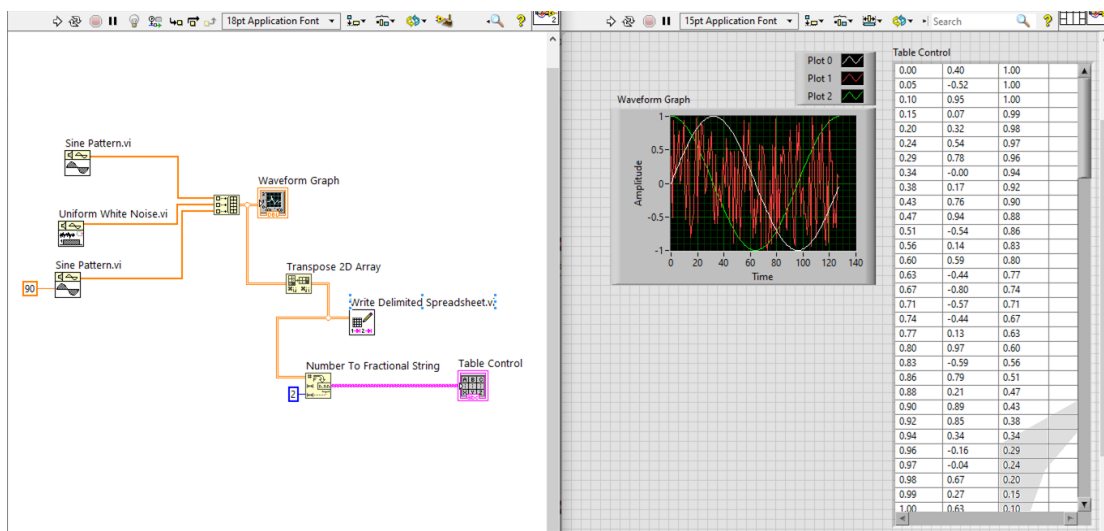 18pt Application Font
2
Sine Pattern.vi
Waveform Graph
DBL
Uniform White Noise.vi
Sine Pattern.vi
90
Transpose 2D Array
Write Delimited Spreadsheet.vi
Number To Fractional String
Table Control
2
15pt Application Font
Search
Plot 0
Plot 1
Plot 2
Waveform Graph
1
0.5
0
-0.5
-1
Amplitude
0 20 40 60 80 100 120 140
Time
Table Control
0.00 0.40 1.00
0.05 -0.52 1.00
0.10 0.95 1.00
0.15 0.07 0.99
0.20 0.32 0.98
0.24 0.54 0.97
0.29 0.78 0.96
0.34 -0.00 0.94
0.38 0.17 0.92
0.43 0.76 0.90
0.47 0.94 0.88
0.51 -0.54 0.86
0.56 0.14 0.83
0.60 0.59 0.80
0.63 -0.44 0.77
0.67 -0.80 0.74
0.71 -0.57 0.71
0.74 -0.44 0.67
0.77 0.13 0.63
0.80 0.97 0.60
0.83 -0.59 0.56
0.86 0.79 0.51
0.88 0.21 0.47
0.90 0.89 0.43
0.92 0.85 0.38
0.94 0.34 0.34
0.96 -0.16 0.29
0.97 -0.04 0.24
0.98 0.67 0.20
0.99 0.27 0.15
1.00 0.63 0.10